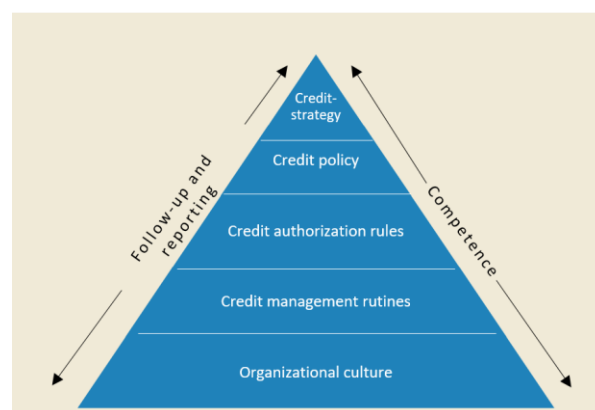 Credit-
strategy
Credit policy
Credit authorization rules
Credit management rutines
Organizational culture
Follow-up and
reporting
Competence